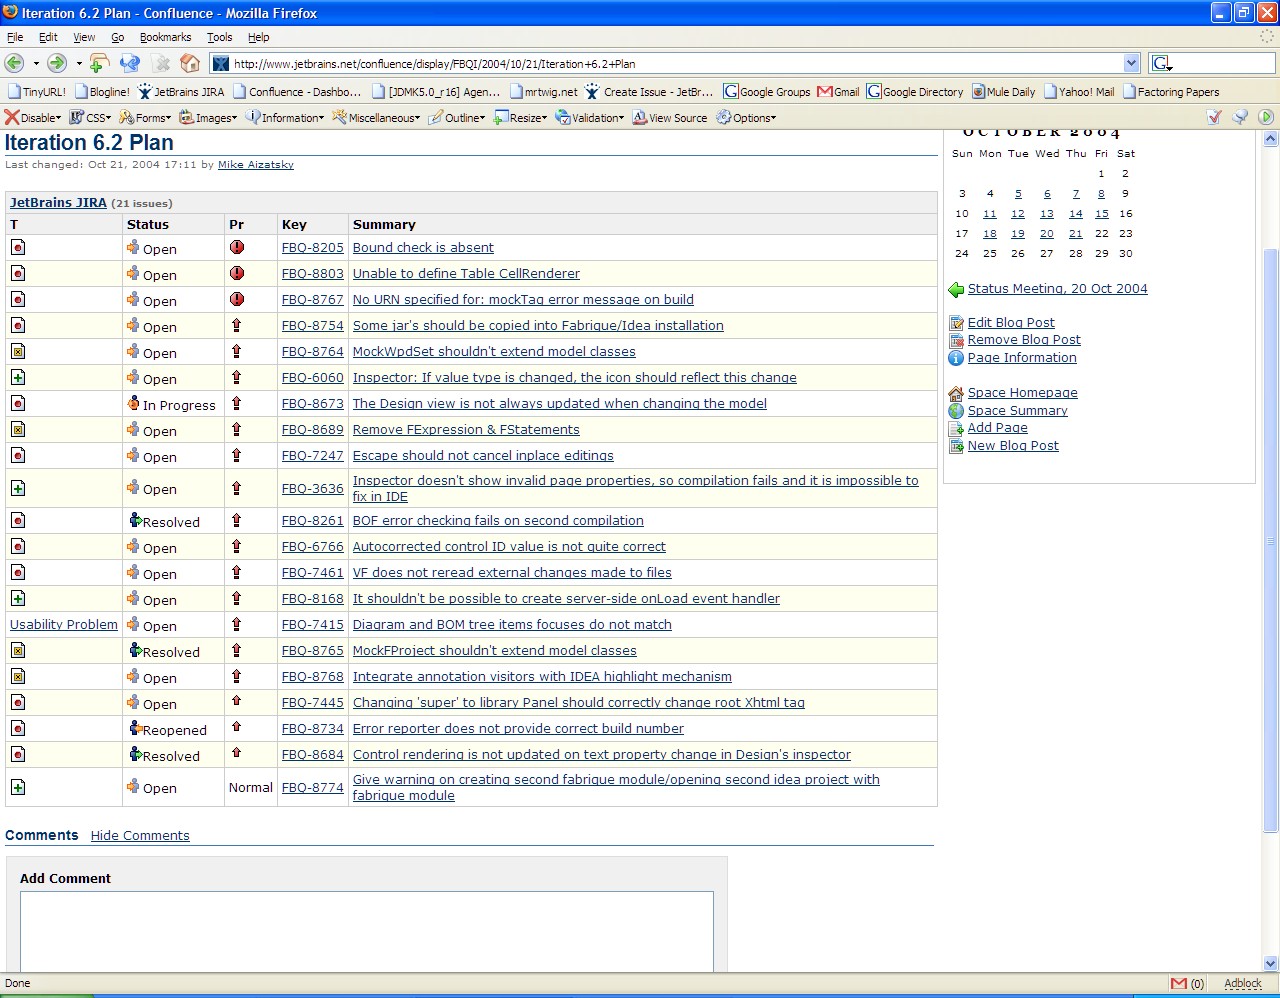 Iteration 6.2 Plan - Confluence - Mozilla Firefox
File Edit View Go Bookmarks Tools Help
http://www.jetbrains.net/confluence/display/FBQI/2004/10/21/Iteration+6.2+Plan
TinyURL! Blogline! JetBrains JIRA Confluence - Dashbo... [JDMK5.0_r16] Agen... mrtwig.net Create Issue - JetBr... Google Groups Gmail Google Directory Mule Daily Yahoo! Mail Factoring Papers
Disable CSS Forms Images Information Miscellaneous Outline Resize Validation View Source Options
Iteration 6.2 Plan
Last changed: Oct 21, 2004 17:11 by Mike Aizatsky
JetBrains JIRA (21 issues)
T Status Pr Key Summary
Open FBQ-8205 Bound check is absent
Open FBQ-8803 Unable to define Table CellRenderer
Open FBQ-8767 No URN specified for: mockTag error message on build
Open FBQ-8754 Some jar's should be copied into Fabrique/Idea installation
Open FBQ-8764 MockWpdSet shouldn't extend model classes
Open FBQ-6060 Inspector: If value type is changed, the icon should reflect this change
In Progress FBQ-8673 The Design view is not always updated when changing the model
Open FBQ-8689 Remove FExpression & FStatements
Open FBQ-7247 Escape should not cancel inplace editings
Open FBQ-3636 Inspector doesn't show invalid page properties, so compilation fails and it is impossible to
fix in IDE
Resolved FBQ-8261 BOF error checking fails on second compilation
Open FBQ-6766 Autocorrected control ID value is not quite correct
Open FBQ-7461 VF does not reread external changes made to files
Open FBQ-8168 It shouldn't be possible to create server-side onLoad event handler
Usability Problem Open FBQ-7415 Diagram and BOM tree items focuses do not match
Resolved FBQ-8765 MockFProject shouldn't extend model classes
Open FBQ-8768 Integrate annotation visitors with IDEA highlight mechanism
Open FBQ-7445 Changing 'super' to library Panel should correctly change root Xhtml tag
Reopened FBQ-8734 Error reporter does not provide correct build number
Resolved FBQ-8684 Control rendering is not updated on text property change in Design's inspector
Open Normal FBQ-8774 Give warning on creating second fabrique module/opening second idea project with
fabrique module
Comments Hide Comments
Add Comment
OCTOBER 2004
Sun Mon Tue Wed Thu Fri Sat
1 2
3 4 5 6 7 8 9
10 11 12 13 14 15 16
17 18 19 20 21 22 23
24 25 26 27 28 29 30
Status Meeting, 20 Oct 2004
Edit Blog Post
Remove Blog Post
Page Information
Space Homepage
Space Summary
Add Page
New Blog Post
Done (0) Adblock